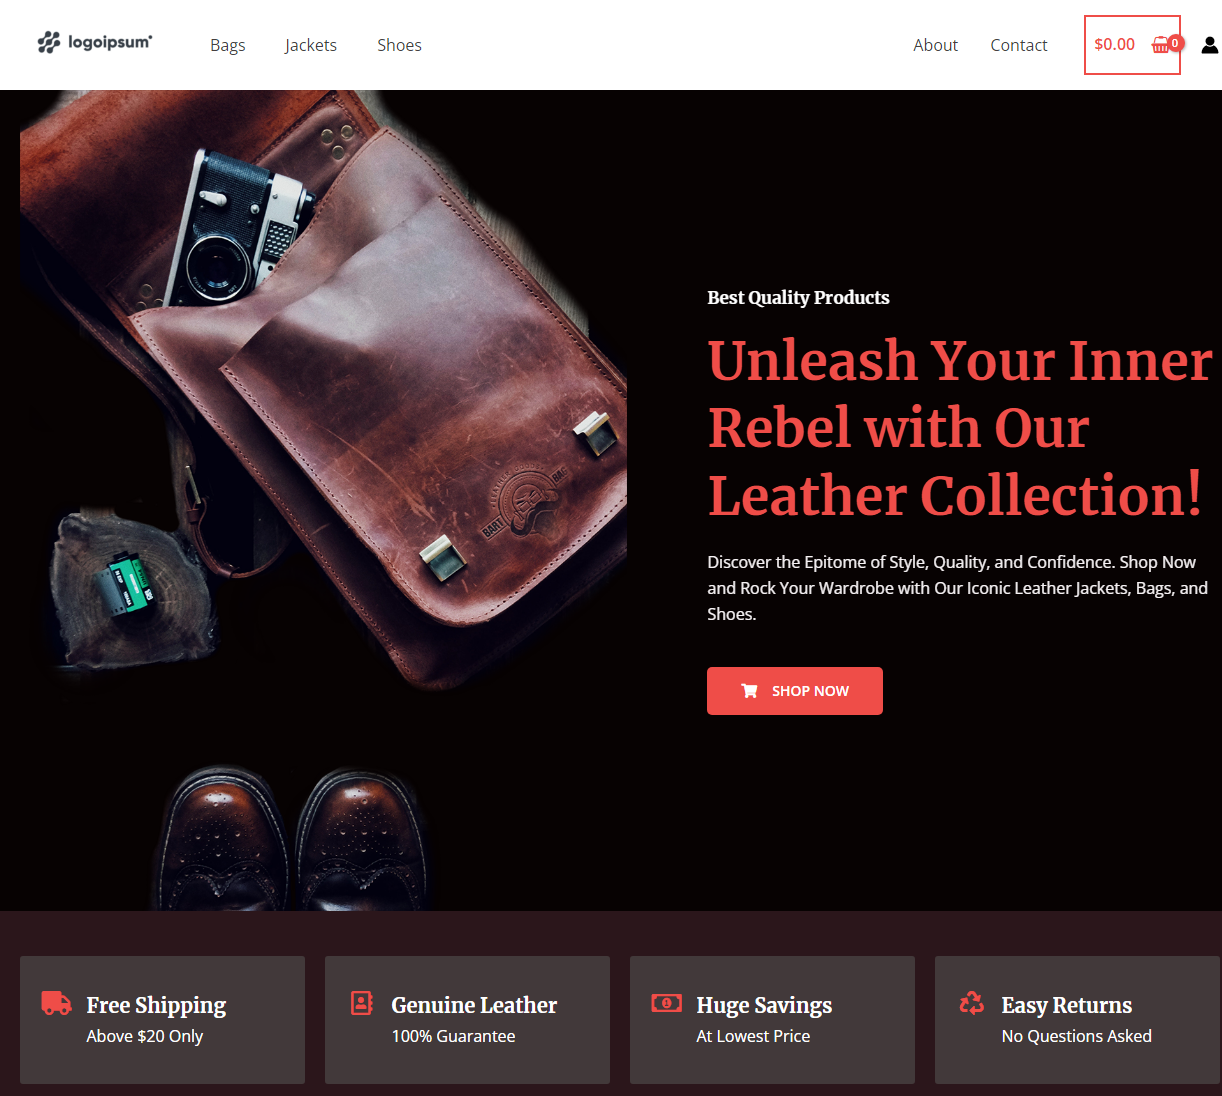 logoipsum
Bags
Jackets
Shoes
About
Contact
$0.00
0
BART
BAG
Best Quality Products
Unleash Your Inner
Rebel with Our
Leather Collection!
Discover the Epitome of Style, Quality, and Confidence. Shop Now
and Rock Your Wardrobe with Our Iconic Leather Jackets, Bags, and
Shoes.
SHOP NOW
Free Shipping
Above $20 Only
Genuine Leather
100% Guarantee
Huge Savings
At Lowest Price
Easy Returns
No Questions Asked